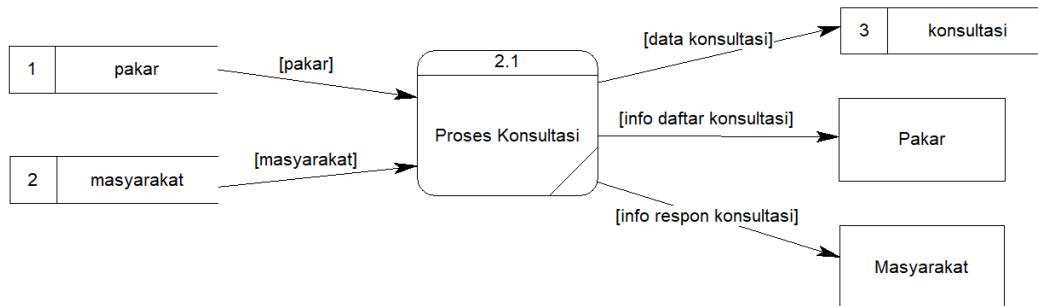 1 pakar
[pakar]
2 masyarakat
[masyarakat]
2.1
Proses Konsultasi
[data konsultasi]
3 konsultasi
[info daftar konsultasi]
Pakar
[info respon konsultasi]
Masyarakat